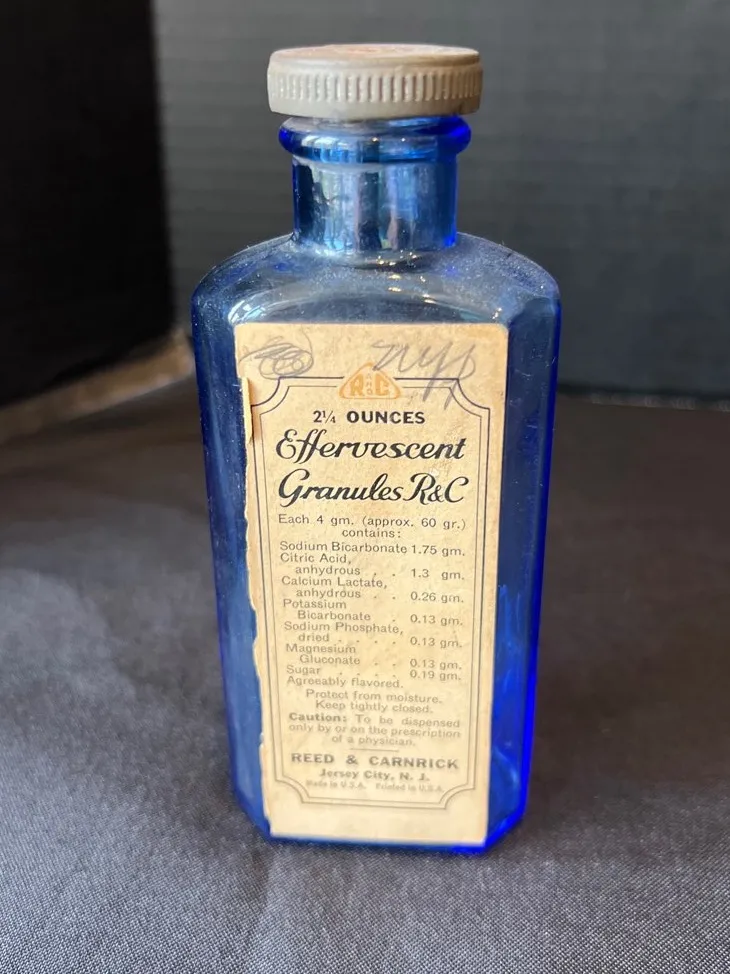 R&C
2¼ OUNCES
Effervescent
Granules R&C
Each 4 gm. (approx. 60 gr.)
contains:
Sodium Bicarbonate 1.75 gm.
Citric Acid,
anhydrous . . 1.3 gm.
Calcium Lactate,
anhydrous . . 0.26 gm.
Potassium
Bicarbonate . 0.13 gm.
Sodium Phosphate,
dried . . . . 0.13 gm.
Magnesium
Gluconate . . 0.13 gm.
Sugar . . . . 0.19 gm.
Agreeably flavored.
Protect from moisture.
Keep tightly closed.
Caution: To be dispensed
only by or on the prescription
of a physician.
REED & CARNRICK
Jersey City, N. J.
Made in U.S.A. Printed in U.S.A.